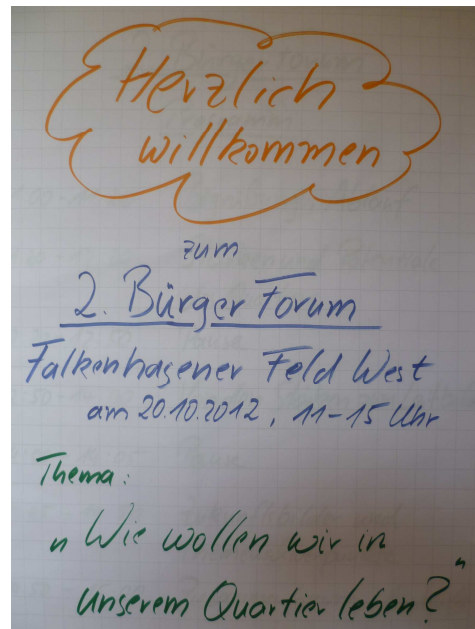 Herzlich
willkommen
zum
2. Bürger Forum
Falkenhagener Feld West
am 20.10.2012, 11-15 Uhr
Thema:
„Wie wollen wir in
unserem Quartier leben?"